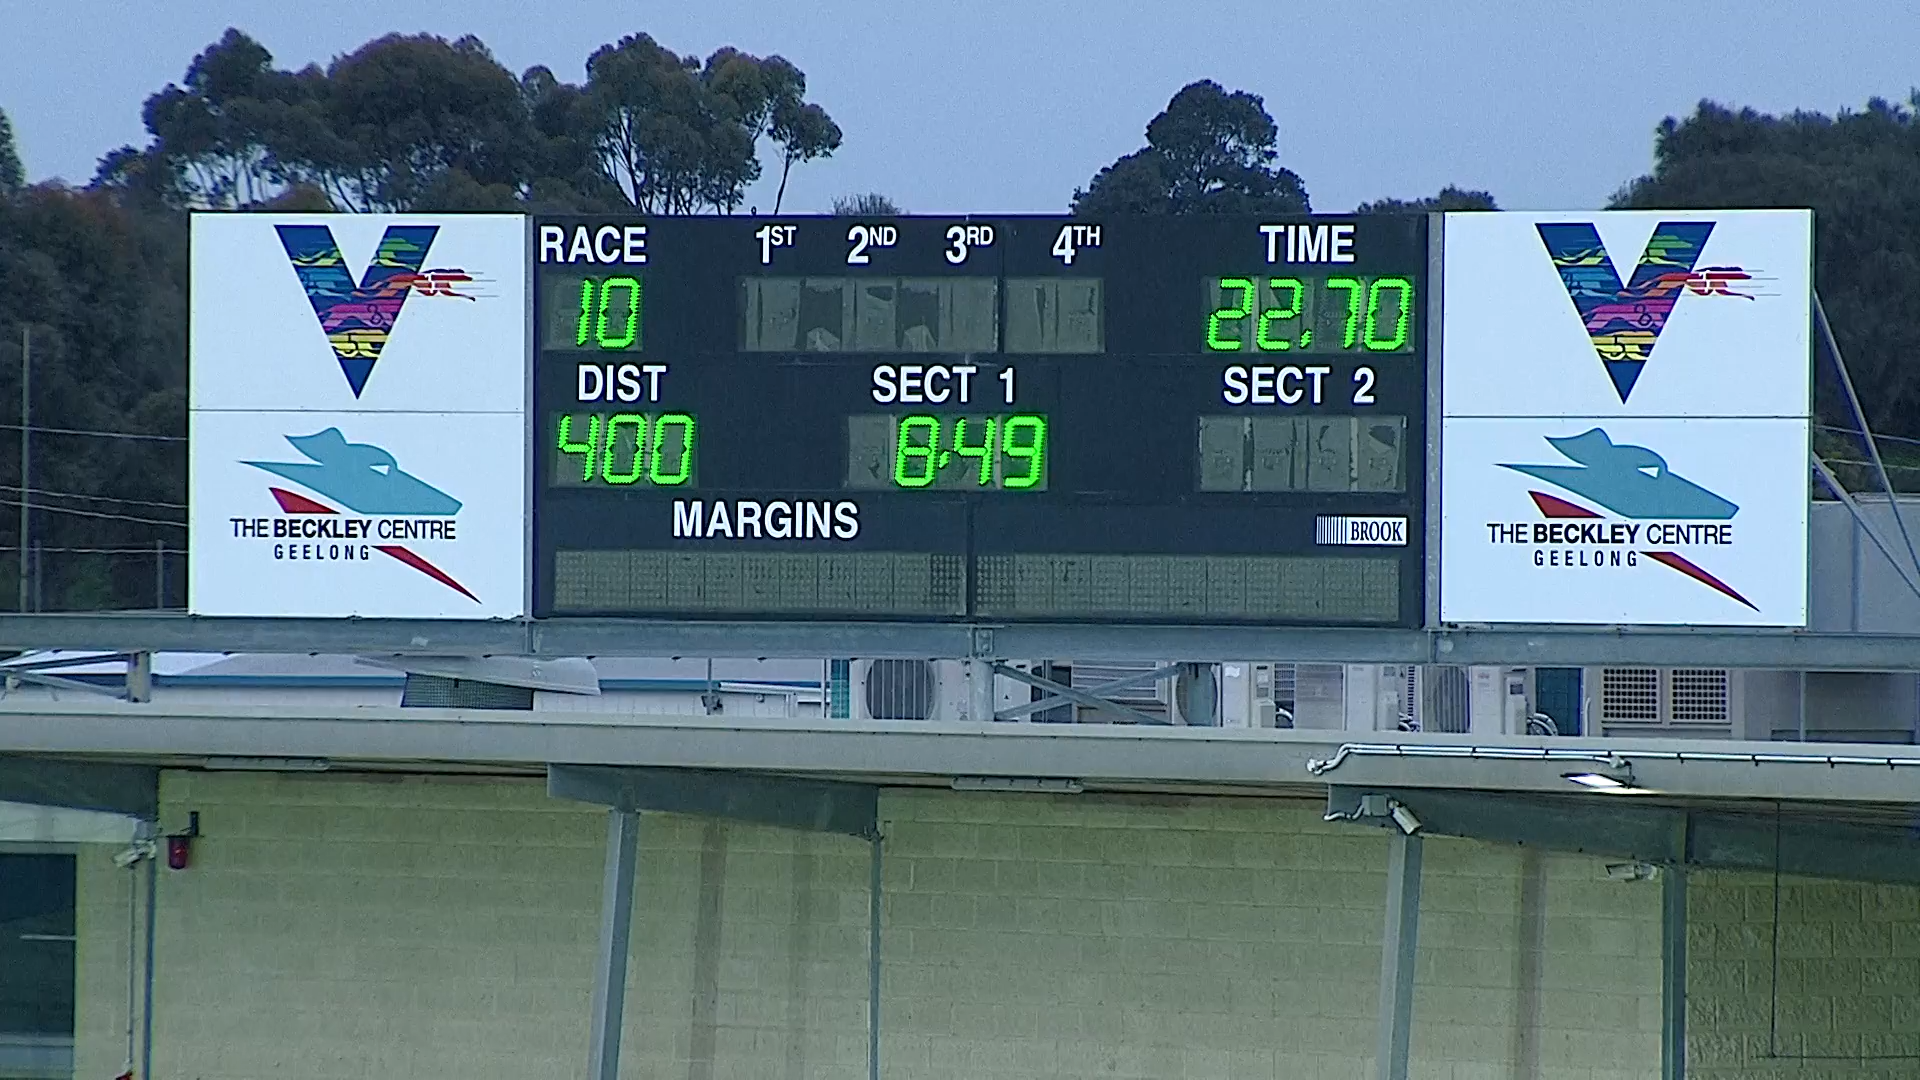 RACE 1ST 2ND 3RD 4TH TIME
10 22.70
DIST SECT 1 SECT 2
400 8.49
MARGINS
BROOK
THE BECKLEY CENTRE
GEELONG
THE BECKLEY CENTRE
GEELONG